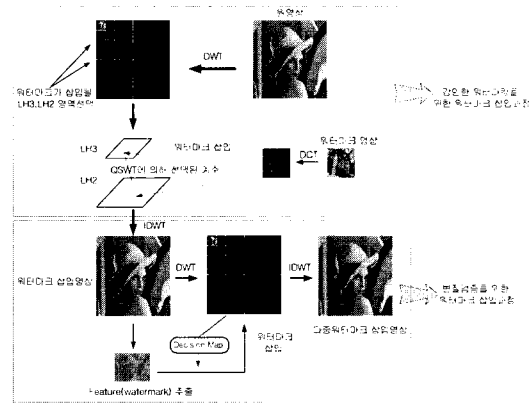 원영상
DWT
워터마크가 삽입될
LH3,LH2 영역선택
강인한 워터마킹을
위한 워터마크 삽입과정
LH3
워터마크 삽입
워터마크 영상
DCT
QSWT에 의해 선택된 계수
LH2
IDWT
워터마크 삽입영상
DWT
IDWT
변질검출을 위한
워터마크 삽입과정
Decision Map
워터마크
삽입
다중워터마크 삽입영상
Feature(watermark) 추출